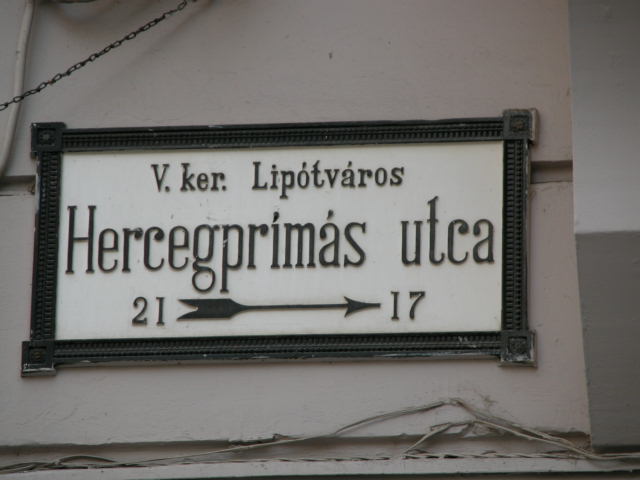 V. ker. Lipótváros
Hercegprímás utca
21 17